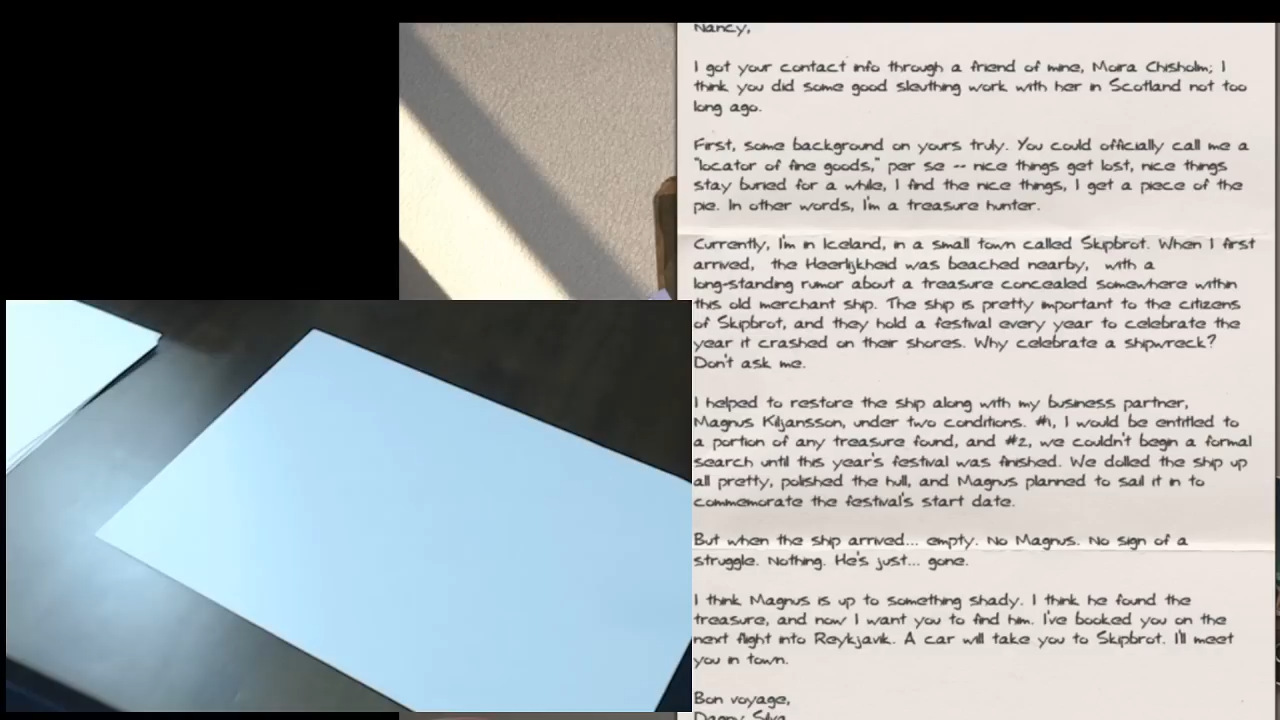 Nancy,
I got your contact info through a friend of mine, Moira Chisholm; I
think you did some good sleuthing work with her in Scotland not too
long ago.
First, some background on yours truly. You could officially call me a
"locator of fine goods," per se -- nice things get lost, nice things
stay buried for a while, I find the nice things, I get a piece of the
pie. In other words, I'm a treasure hunter.
Currently, I'm in Iceland, in a small town called Skipbrot. When I first
arrived, the Heerlijkheid was beached nearby, with a
long-standing rumor about a treasure concealed somewhere within
this old merchant ship. The ship is pretty important to the citizens
of Skipbrot, and they hold a festival every year to celebrate the
year it crashed on their shores. Why celebrate a shipwreck?
Don't ask me.
I helped to restore the ship along with my business partner,
Magnus Kiljansson, under two conditions. #1, I would be entitled to
a portion of any treasure found, and #2, we couldn't begin a formal
search until this year's festival was finished. We dolled the ship up
all pretty, polished the hull, and Magnus planned to sail it in to
commemorate the festival's start date.
But when the ship arrived... empty. No Magnus. No sign of a
struggle. Nothing. He's just... gone.
I think Magnus is up to something shady. I think he found the
treasure, and now I want you to find him. I've booked you on the
next flight into Reykjavik. A car will take you to Skipbrot. I'll meet
you in town.
Bon voyage,
Dagny Silva